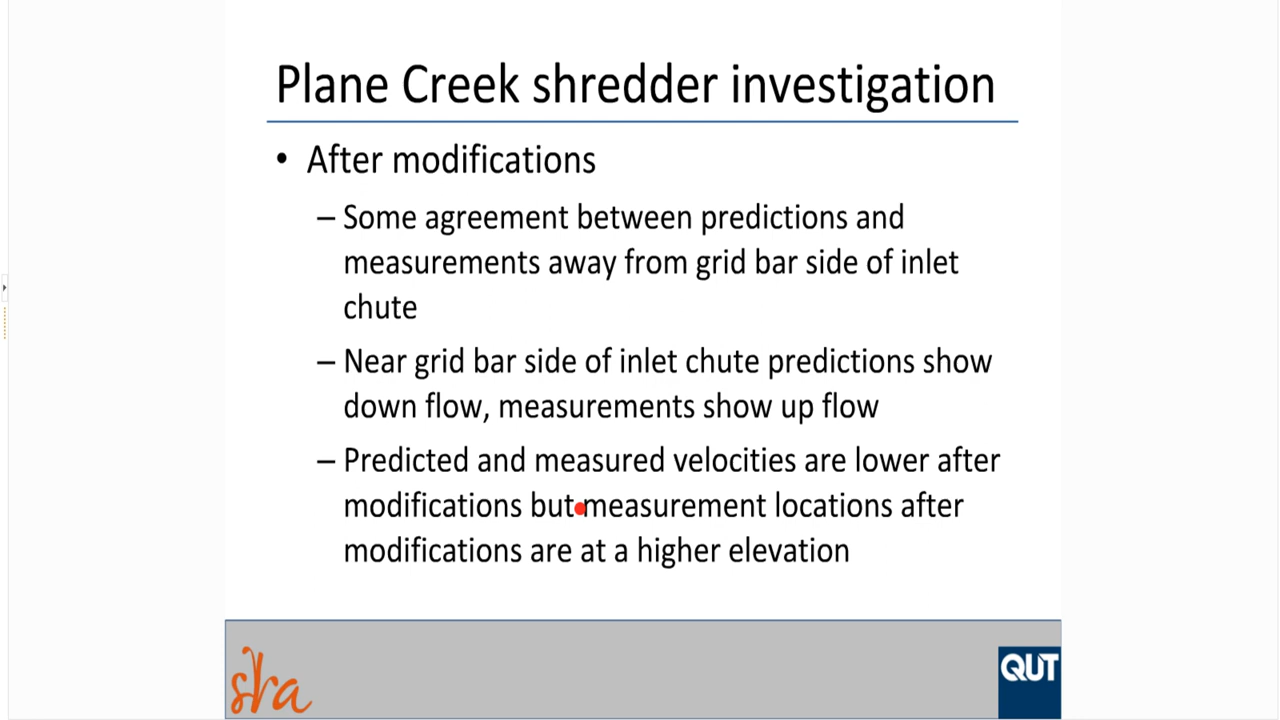 Plane Creek shredder investigation
• After modifications
– Some agreement between predictions and
measurements away from grid bar side of inlet
chute
– Near grid bar side of inlet chute predictions show
down flow, measurements show up flow
– Predicted and measured velocities are lower after
modifications but measurement locations after
modifications are at a higher elevation
sra
QUT